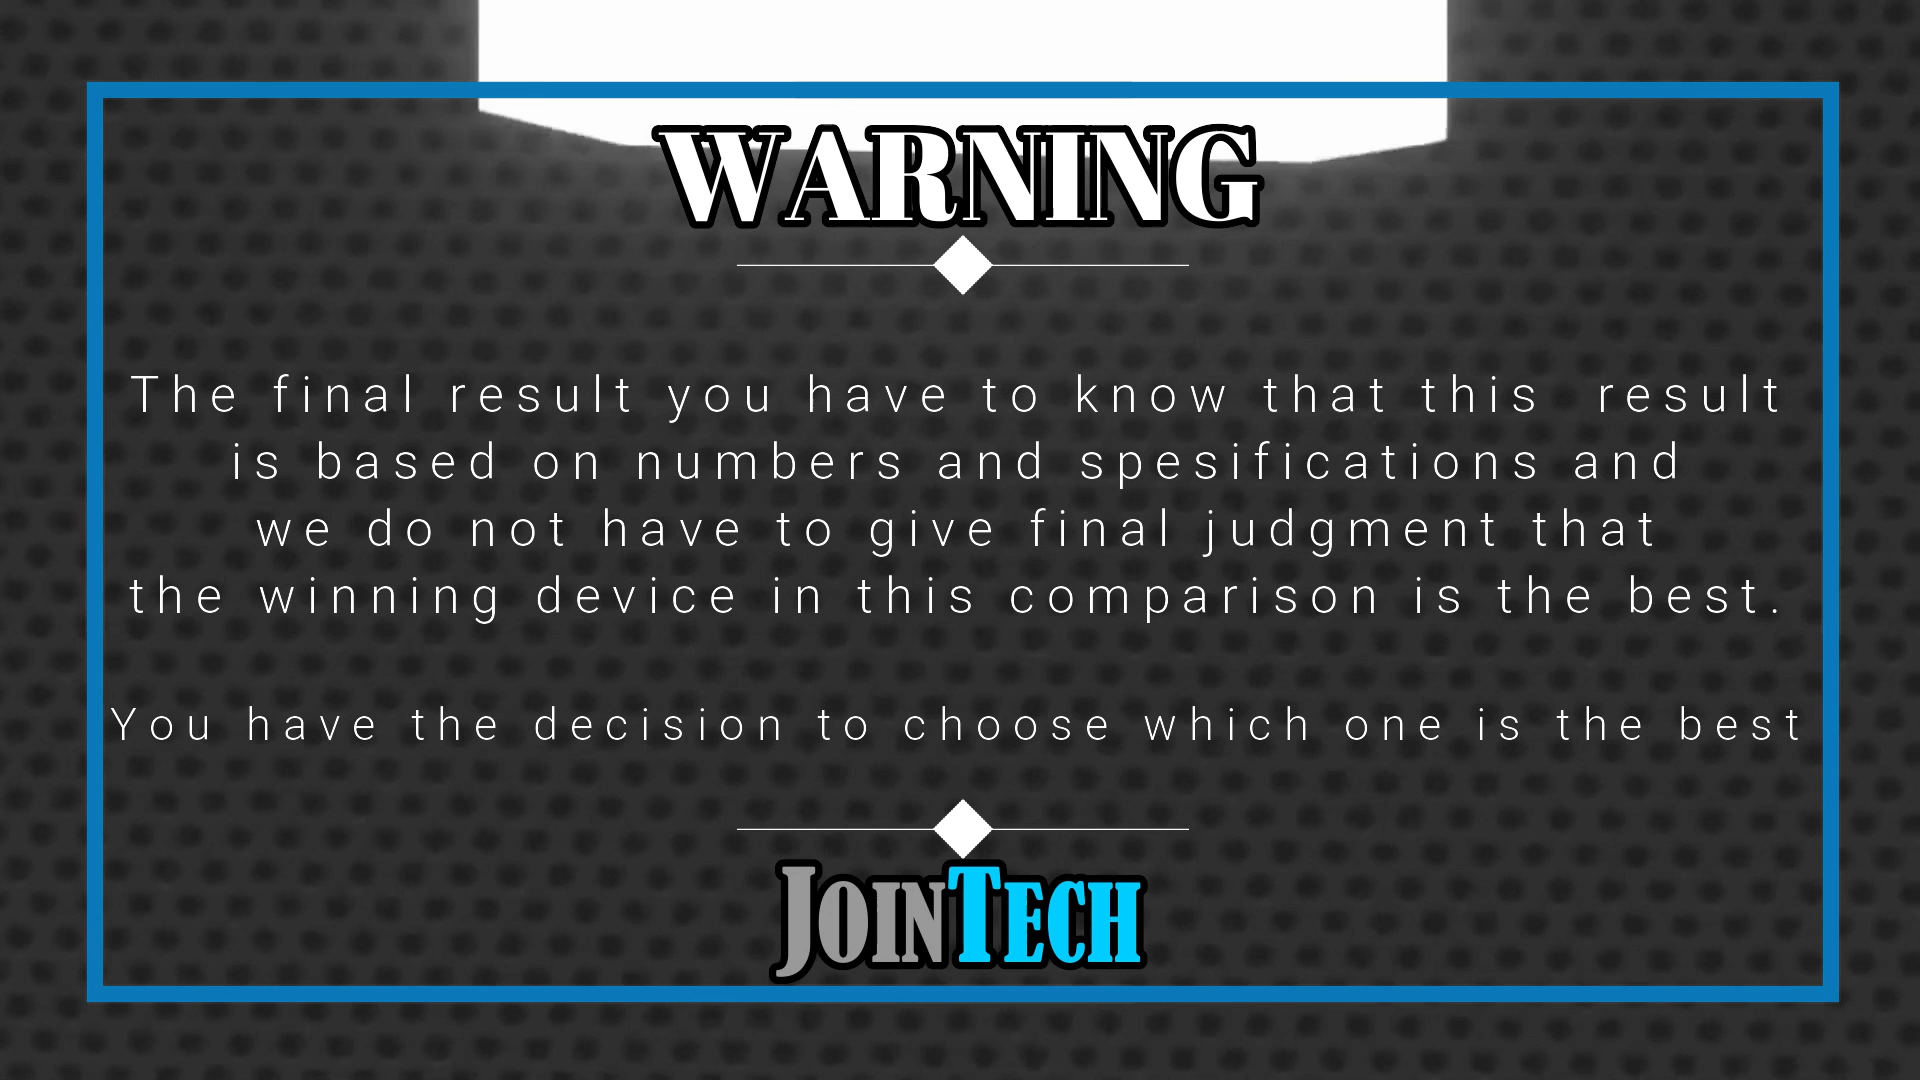 WARNING
The final result you have to know that this result
is based on numbers and spesifications and
we do not have to give final judgment that
the winning device in this comparison is the best.
You have the decision to choose which one is the best
JOINTECH